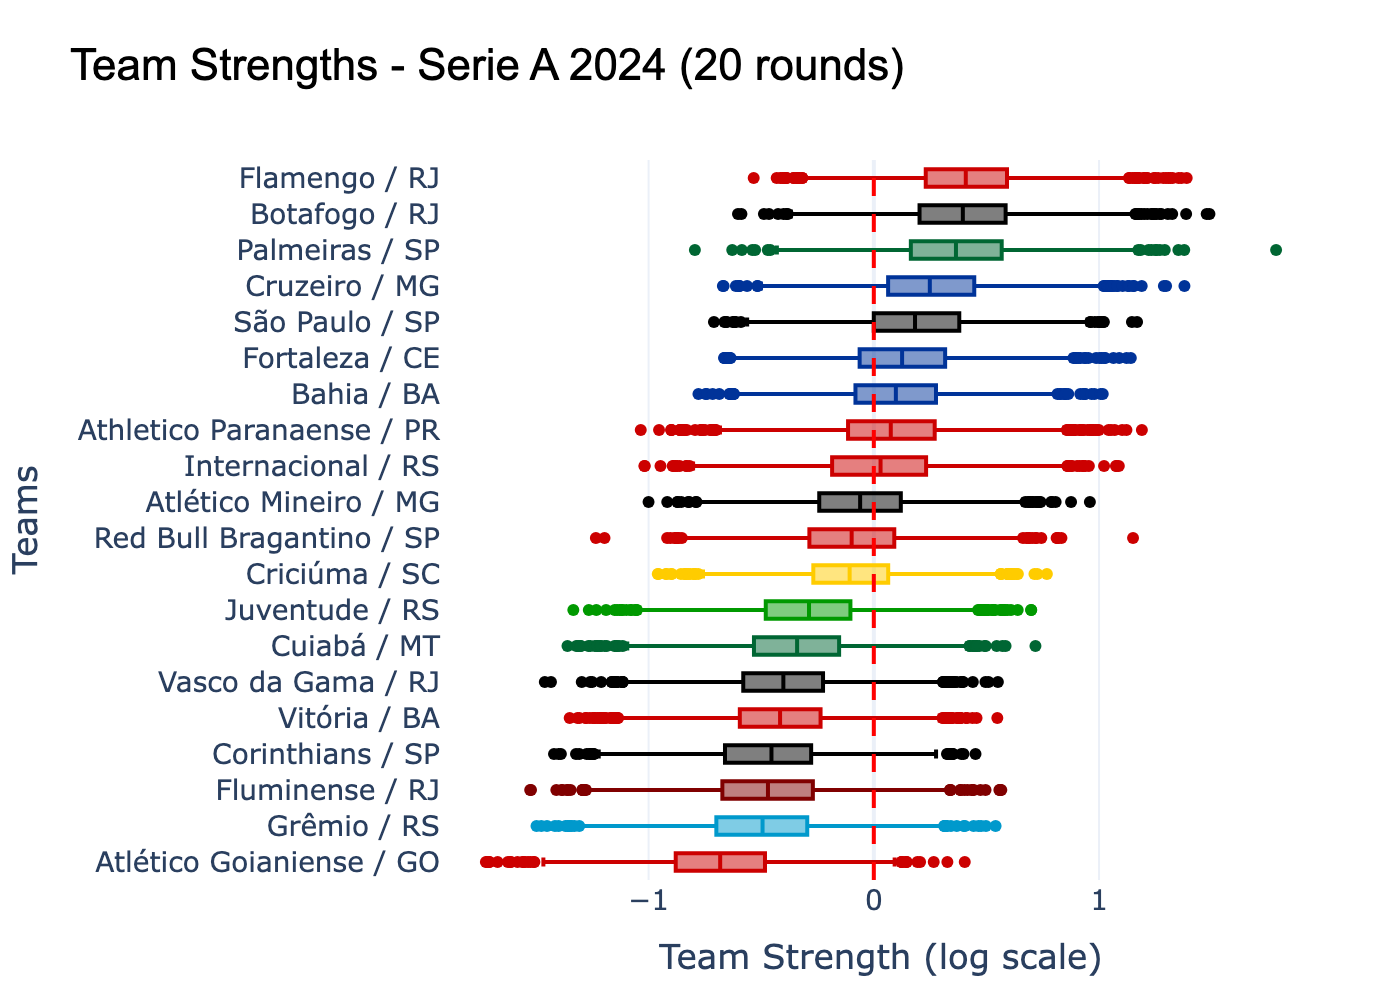 Team Strengths - Serie A 2024 (20 rounds)
Teams
Flamengo / RJ
Botafogo / RJ
Palmeiras / SP
Cruzeiro / MG
São Paulo / SP
Fortaleza / CE
Bahia / BA
Athletico Paranaense / PR
Internacional / RS
Atlético Mineiro / MG
Red Bull Bragantino / SP
Criciúma / SC
Juventude / RS
Cuiabá / MT
Vasco da Gama / RJ
Vitória / BA
Corinthians / SP
Fluminense / RJ
Grêmio / RS
Atlético Goianiense / GO
−1 0 1
Team Strength (log scale)